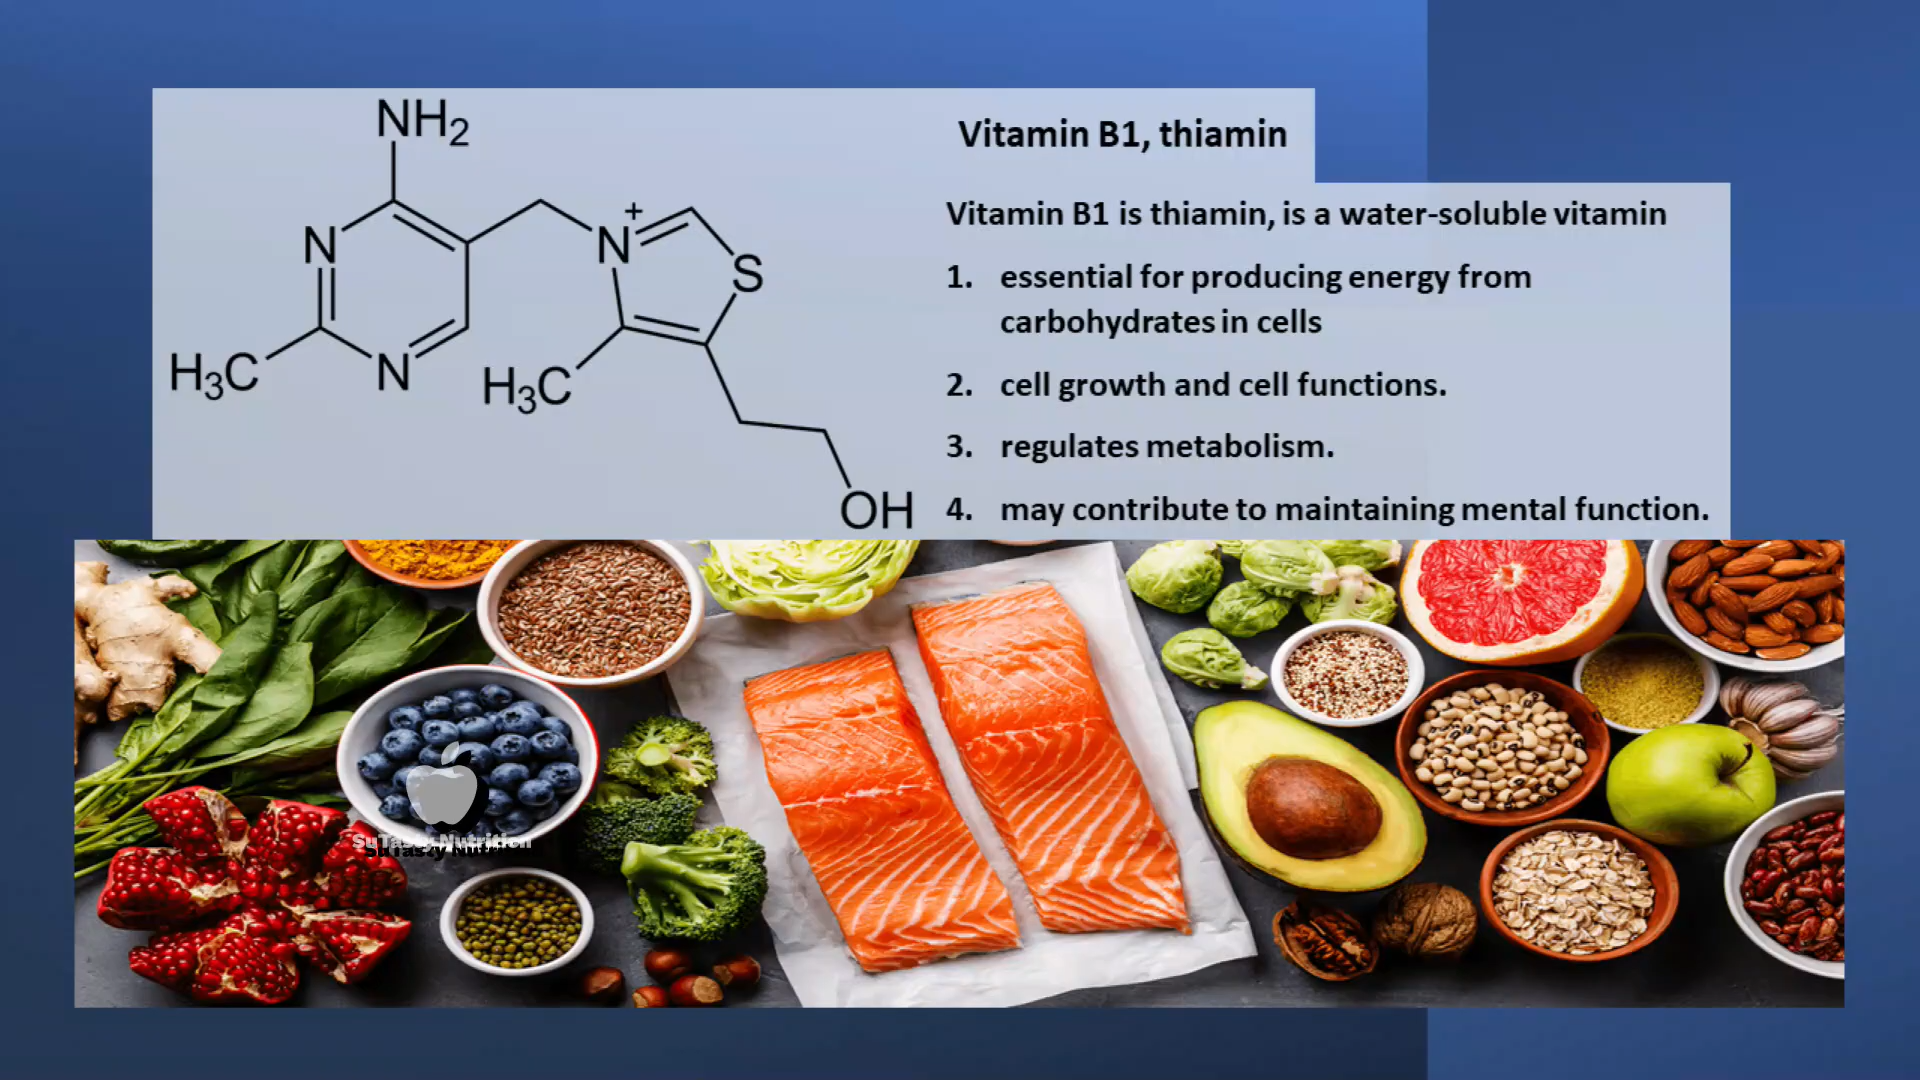 NH2
N
N
H3C
N+
S
H3C
OH
Vitamin B1, thiamin
Vitamin B1 is thiamin, is a water-soluble vitamin
1. essential for producing energy from
carbohydrates in cells
2. cell growth and cell functions.
3. regulates metabolism.
4. may contribute to maintaining mental function.
SuTasty Nutrition